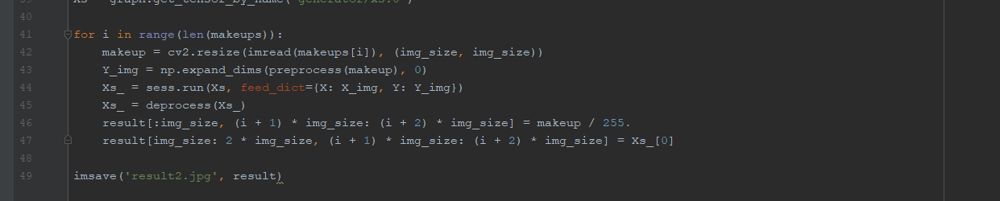 39 Xs = graph.get_tensor_by_name('generator/xs:0')
40
41 for i in range(len(makeups)):
42     makeup = cv2.resize(imread(makeups[i]), (img_size, img_size))
43     Y_img = np.expand_dims(preprocess(makeup), 0)
44     Xs_ = sess.run(Xs, feed_dict={X: X_img, Y: Y_img})
45     Xs_ = deprocess(Xs_)
46     result[:img_size, (i + 1) * img_size: (i + 2) * img_size] = makeup / 255.
47     result[img_size: 2 * img_size, (i + 1) * img_size: (i + 2) * img_size] = Xs_[0]
48
49 imsave('result2.jpg', result)